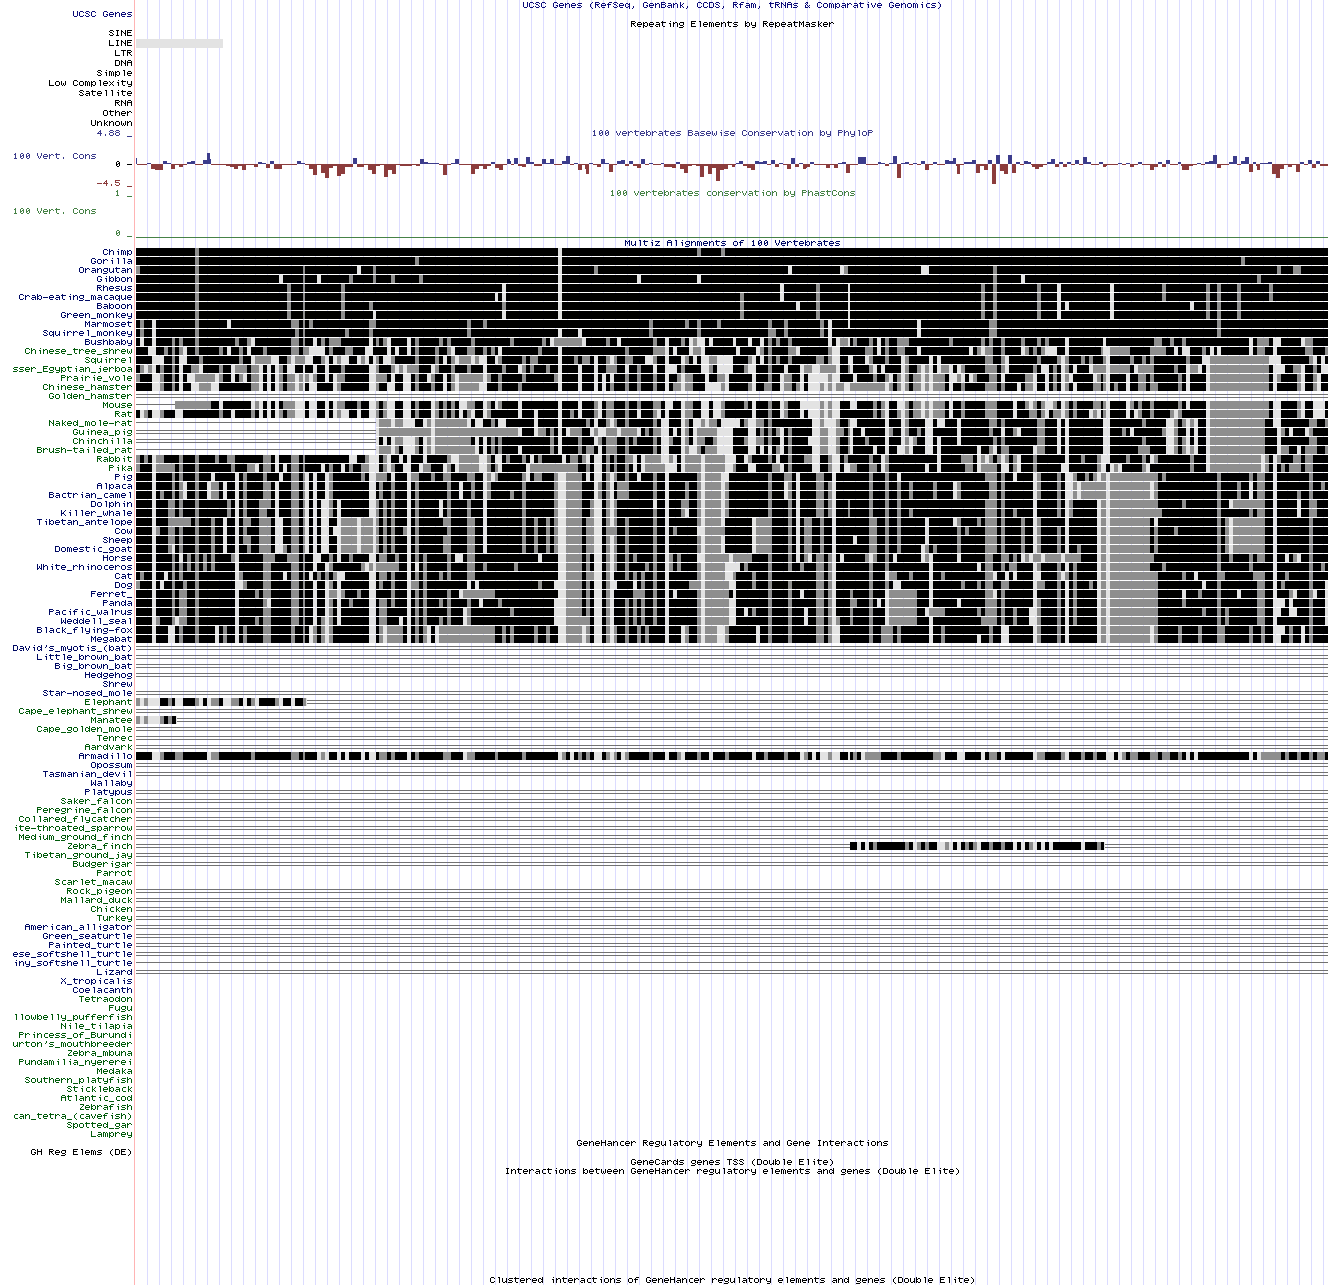 UCSC Genes (RefSeq, GenBank, CCDS, Rfam, tRNAs & Comparative Genomics)
UCSC Genes
Repeating Elements by RepeatMasker
SINE
LINE
LTR
DNA
Simple
Low Complexity
Satellite
RNA
Other
Unknown
4.88 _
100 vertebrates Basewise Conservation by PhyloP
100 Vert. Cons
0 -
-4.5 _
100 vertebrates conservation by PhastCons
1 _
100 Vert. Cons
0 _
Multiz Alignments of 100 Vertebrates
Chimp
Gorilla
Orangutan
Gibbon
Rhesus
Crab-eating_macaque
Baboon
Green_monkey
Marmoset
Squirrel_monkey
Bushbaby
Chinese_tree_shrew
Squirrel
sser_Egyptian_jerboa
Prairie_vole
Chinese_hamster
Golden_hamster
Mouse
Rat
Naked_mole-rat
Guinea_pig
Chinchilla
Brush-tailed_rat
Rabbit
Pika
Pig
Alpaca
Bactrian_camel
Dolphin
Killer_whale
Tibetan_antelope
Cow
Sheep
Domestic_goat
Horse
White_rhinoceros
Cat
Dog
Ferret_
Panda
Pacific_walrus
Weddell_seal
Black_flying-fox
Megabat
David's_myotis_(bat)
Little_brown_bat
Big_brown_bat
Hedgehog
Shrew
Star-nosed_mole
Elephant
Cape_elephant_shrew
Manatee
Cape_golden_mole
Tenrec
Aardvark
Armadillo
Opossum
Tasmanian_devil
Wallaby
Platypus
Saker_falcon
Peregrine_falcon
Collared_flycatcher
ite-throated_sparrow
Medium_ground_finch
Zebra_finch
Tibetan_ground_jay
Budgerigar
Parrot
Scarlet_macaw
Rock_pigeon
Mallard_duck
Chicken
Turkey
American_alligator
Green_seaturtle
Painted_turtle
ese_softshell_turtle
iny_softshell_turtle
Lizard
X_tropicalis
Coelacanth
Tetraodon
Fugu
llowbelly_pufferfish
Nile_tilapia
Princess_of_Burundi
urton's_mouthbreeder
Zebra_mbuna
Pundamilia_nyererei
Medaka
Southern_platyfish
Stickleback
Atlantic_cod
Zebrafish
can_tetra_(cavefish)
Spotted_gar
Lamprey
GeneHancer Regulatory Elements and Gene Interactions
GH Reg Elems (DE)
GeneCards genes TSS (Double Elite)
Interactions between GeneHancer regulatory elements and genes (Double Elite)
Clustered interactions of GeneHancer regulatory elements and genes (Double Elite)